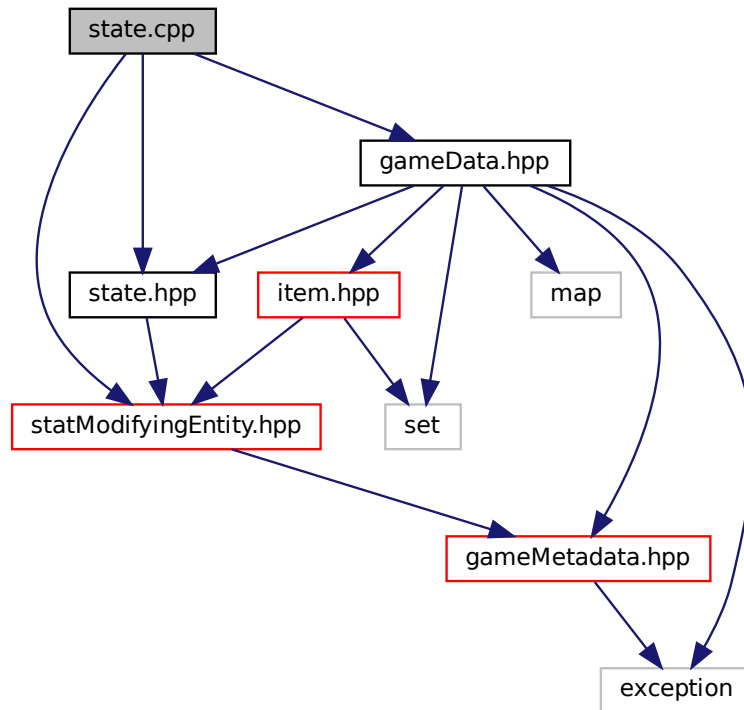 state.cpp
gameData.hpp
state.hpp
item.hpp
map
statModifyingEntity.hpp
set
gameMetadata.hpp
exception